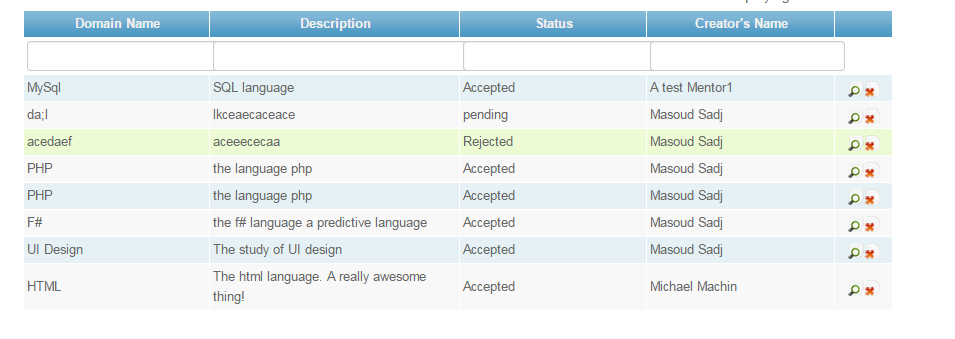 Domain Name Description Status Creator's Name
MySql SQL language Accepted A test Mentor1
da;l lkceaecaceace pending Masoud Sadj
acedaef aceeececaa Rejected Masoud Sadj
PHP the language php Accepted Masoud Sadj
PHP the language php Accepted Masoud Sadj
F# the f# language a predictive language Accepted Masoud Sadj
UI Design The study of UI design Accepted Masoud Sadj
HTML The html language. A really awesome
thing! Accepted Michael Machin